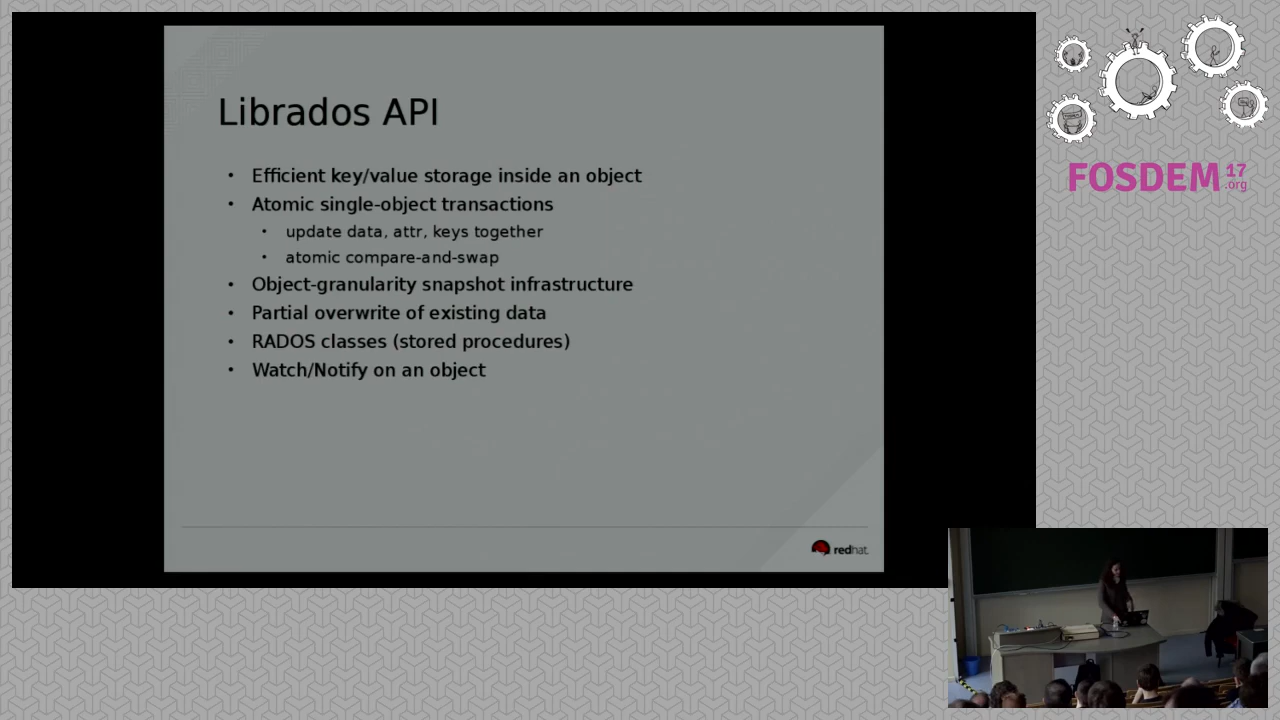 Librados API
• Efficient key/value storage inside an object
• Atomic single-object transactions
• update data, attr, keys together
• atomic compare-and-swap
• Object-granularity snapshot infrastructure
• Partial overwrite of existing data
• RADOS classes (stored procedures)
• Watch/Notify on an object
redhat.
FOSDEM 17 .org